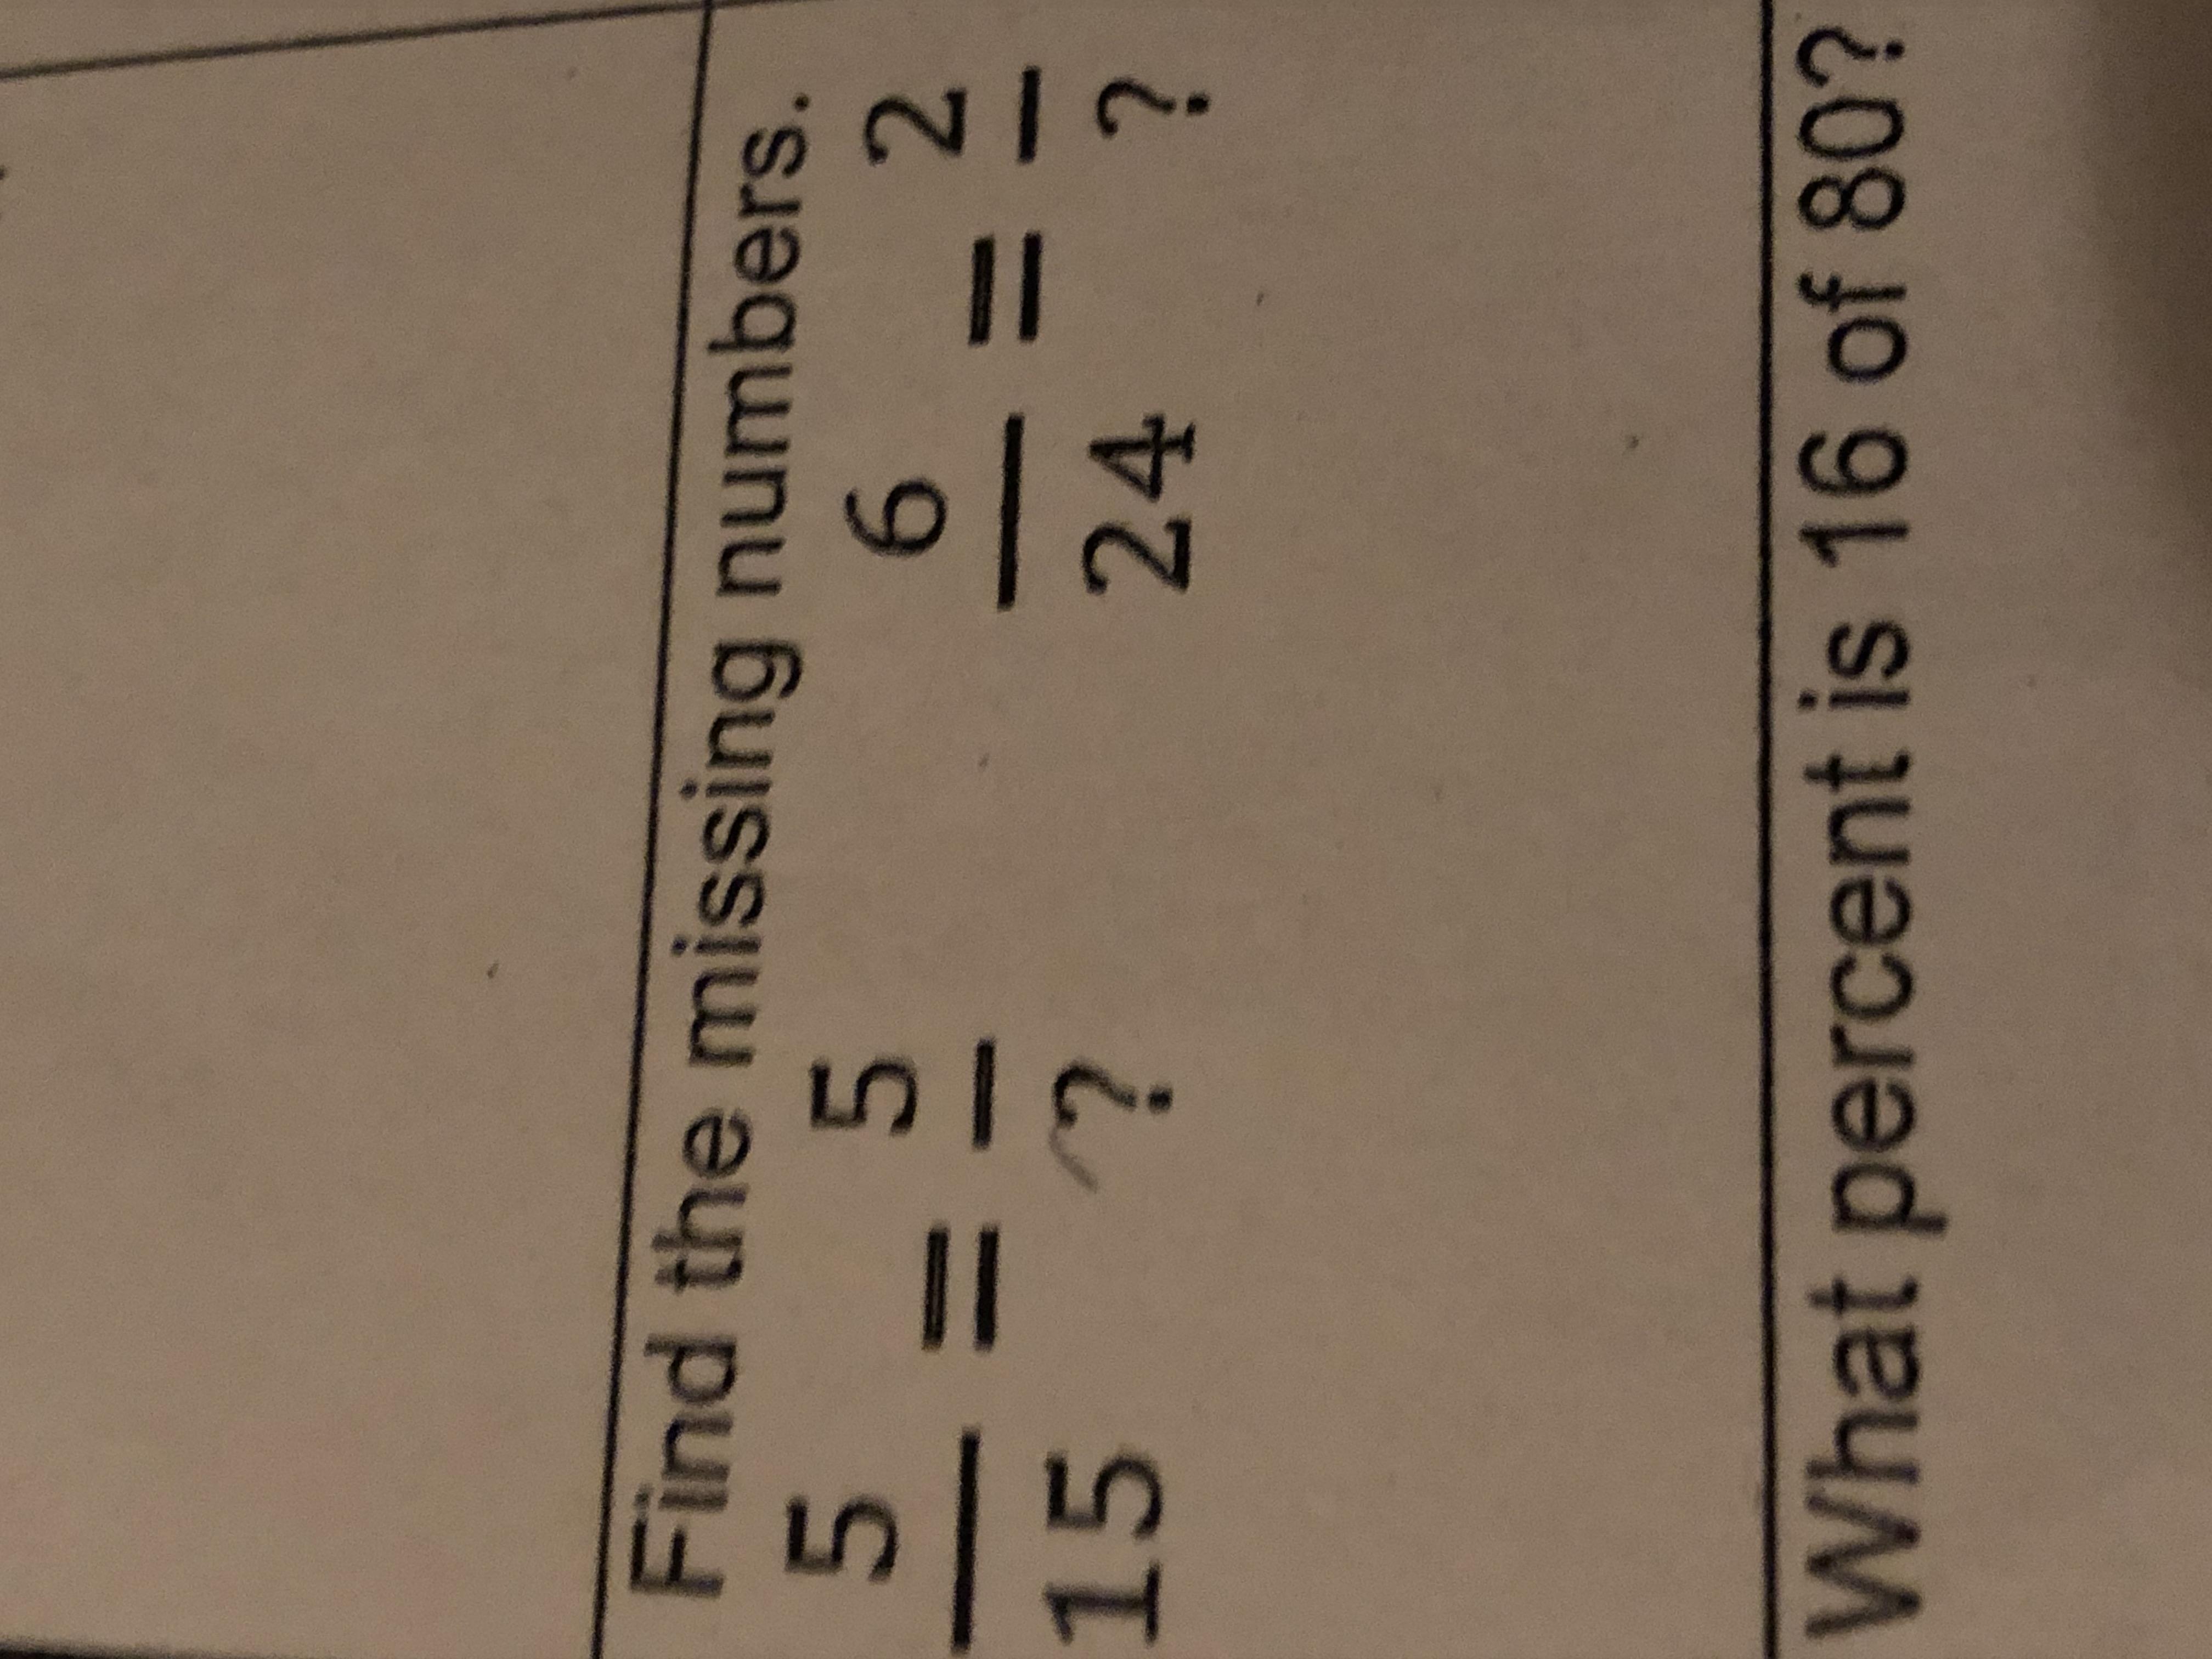 Find the missing numbers.
5 = 5 6 = 2
15 ? 24 ?
What percent is 16 of 80?